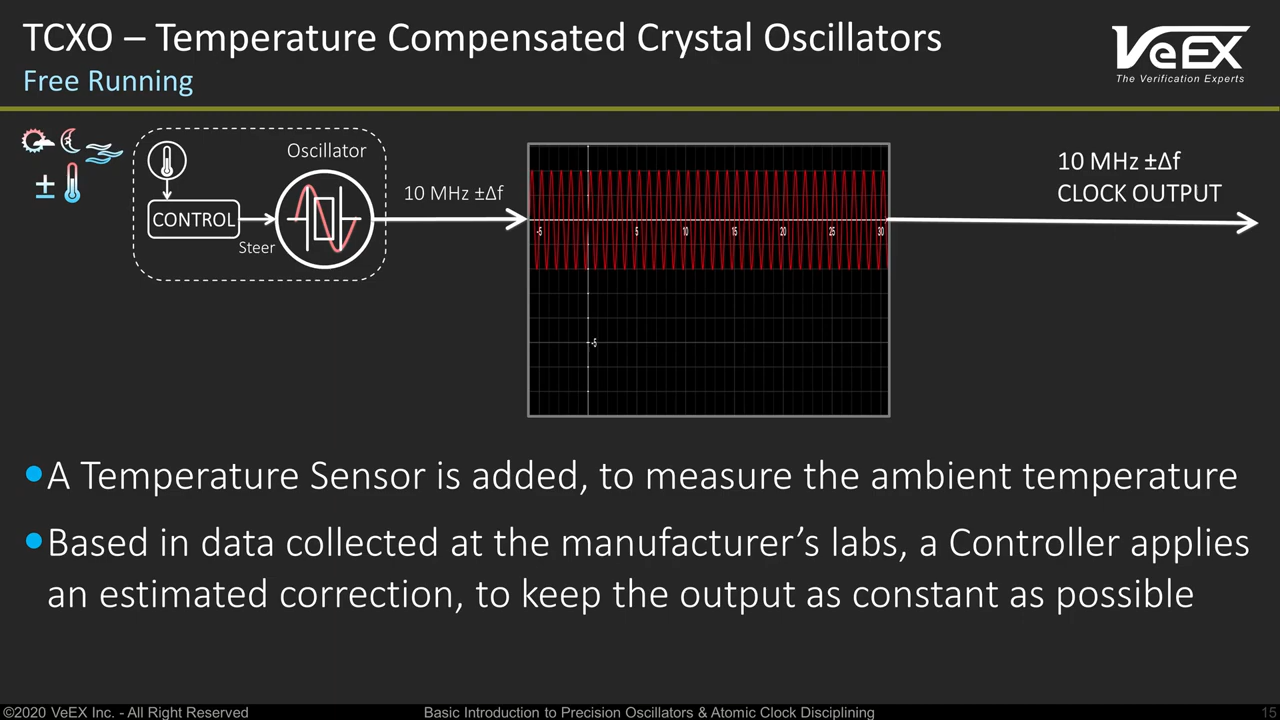 TCXO – Temperature Compensated Crystal Oscillators
Free Running
VeEX
The Verification Experts
±
Oscillator
CONTROL
Steer
10 MHz ±Δf
-5 5 10 15 20 25 30
-5
10 MHz ±Δf
CLOCK OUTPUT
•A Temperature Sensor is added, to measure the ambient temperature
•Based in data collected at the manufacturer’s labs, a Controller applies
an estimated correction, to keep the output as constant as possible
©2020 VeEX Inc. - All Right Reserved
Basic Introduction to Precision Oscillators & Atomic Clock Disciplining
15